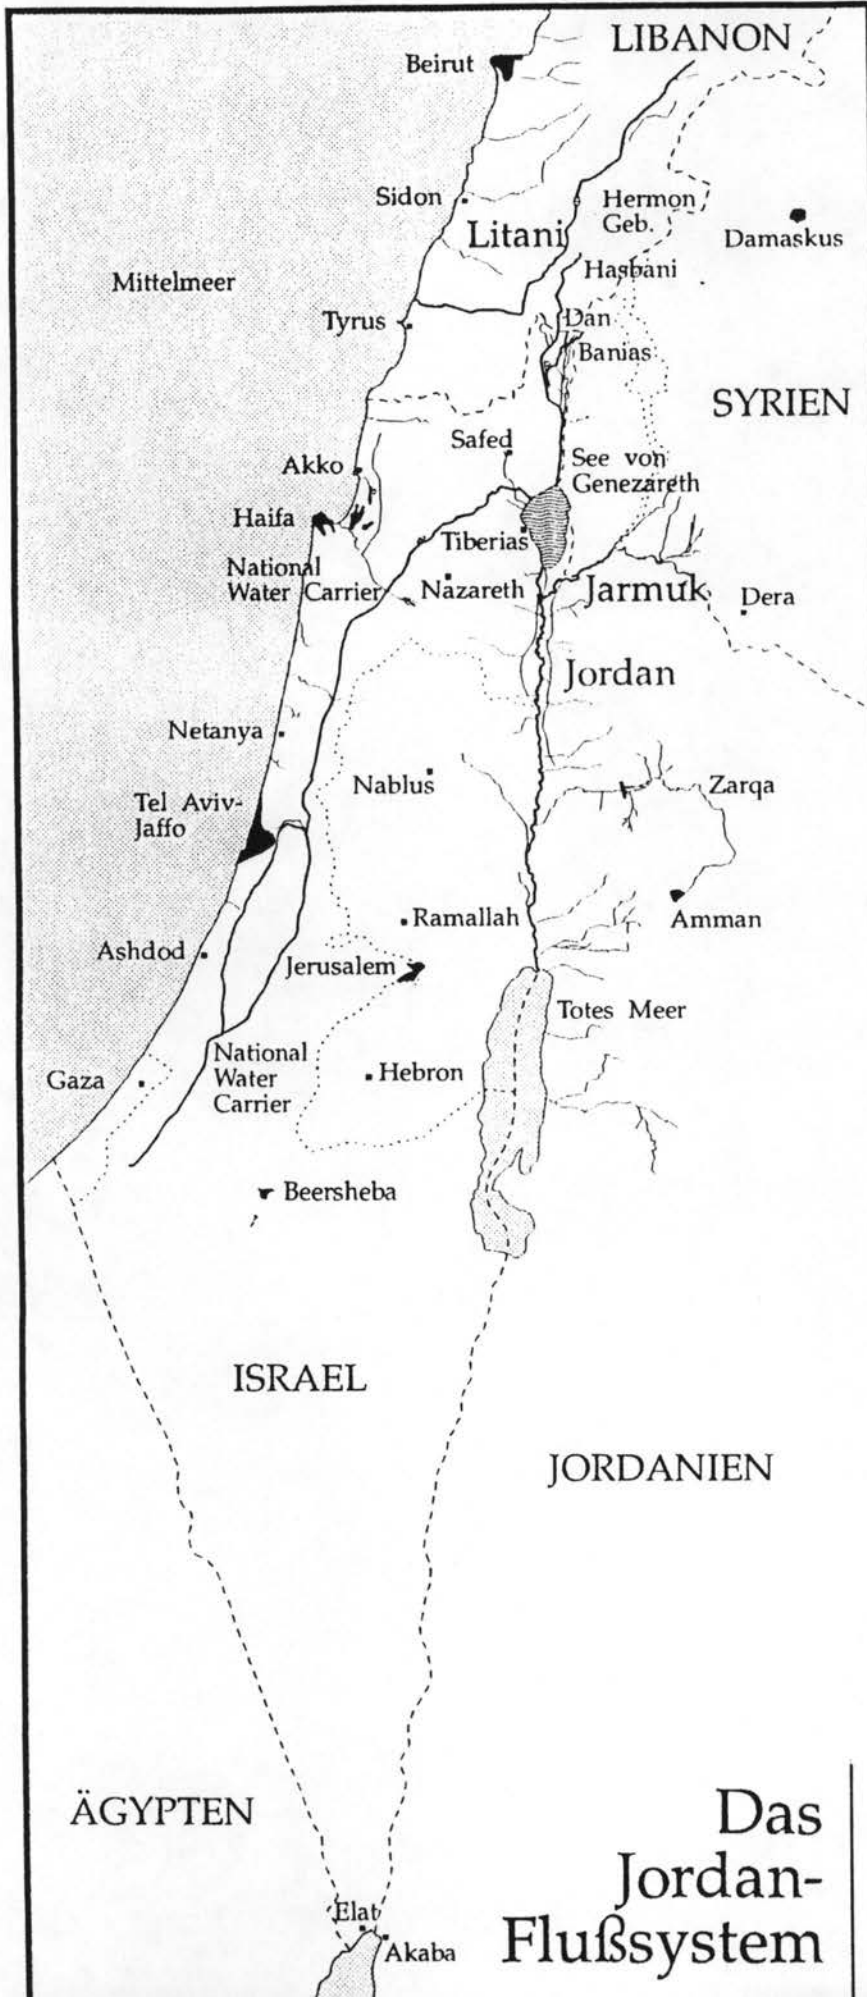 LIBANON
Beirut
Sidon
Litani
Hermon
Geb.
Damaskus
Hasbani
Mittelmeer
Tyrus
Dan
Banias
SYRIEN
Safed
See von
Genezareth
Akko
Haifa
Tiberias
National
Water Carrier
Nazareth
Jarmuk
Dera
Jordan
Netanya
Nablus
Zarqa
Tel Aviv-
Jaffo
Ramallah
Amman
Ashdod
Jerusalem
Totes Meer
National
Water
Carrier
Gaza
Hebron
Beersheba
ISRAEL
JORDANIEN
ÄGYPTEN
Das
Jordan-
Flußsystem
Elat
Akaba